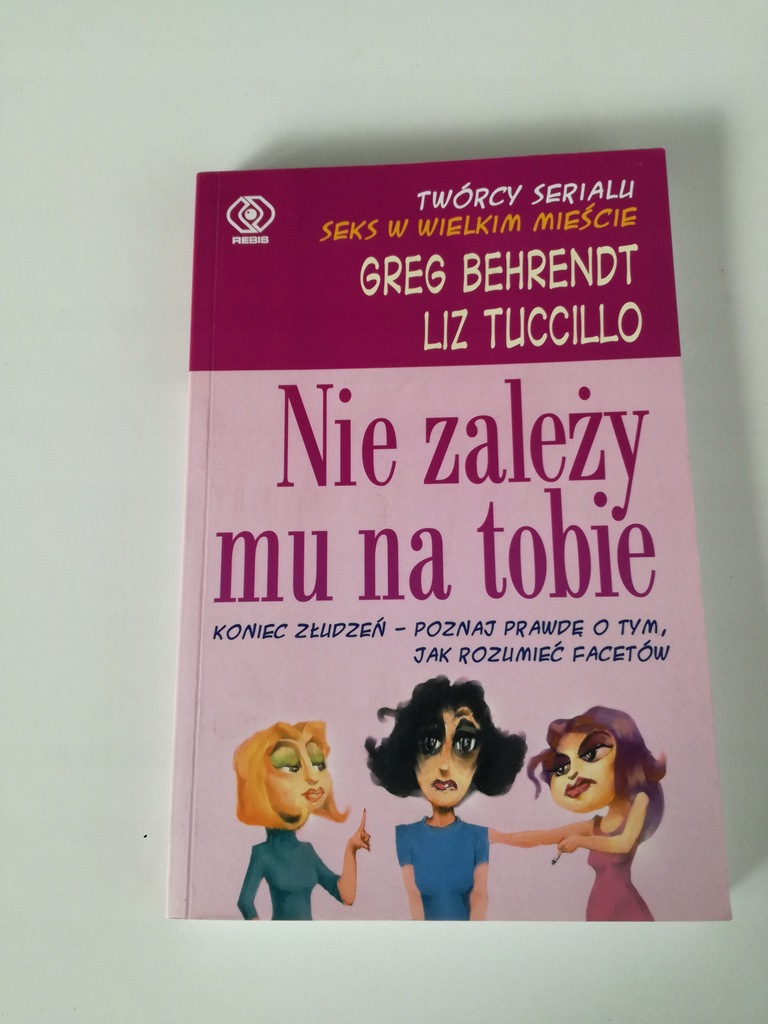 REBIS
TWÓRCY SERIALU
SEKS W WIELKIM MIEŚCIE
GREG BEHRENDT
LIZ TUCCILLO
Nie zależy
mu na tobie
KONIEC ZŁUDZEŃ – POZNAJ PRAWDĘ O TYM,
JAK ROZUMIEĆ FACETÓW